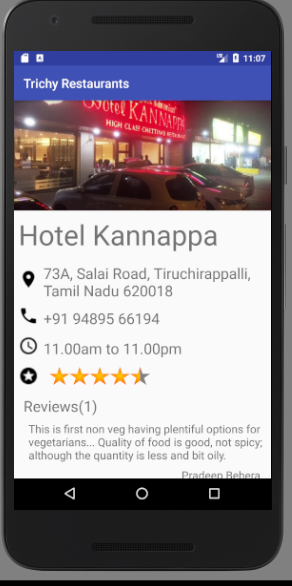 11:07
Trichy Restaurants
Hotel KANNAPPA
HIGH CLASS CHETTINAD RESTAURANT
Hotel Kannappa
73A, Salai Road, Tiruchirappalli,
Tamil Nadu 620018
+91 94895 66194
11.00am to 11.00pm
Reviews(1)
This is first non veg having plentiful options for
vegetarians... Quality of food is good, not spicy;
although the quantity is less and bit oily.
Pradeep Behera